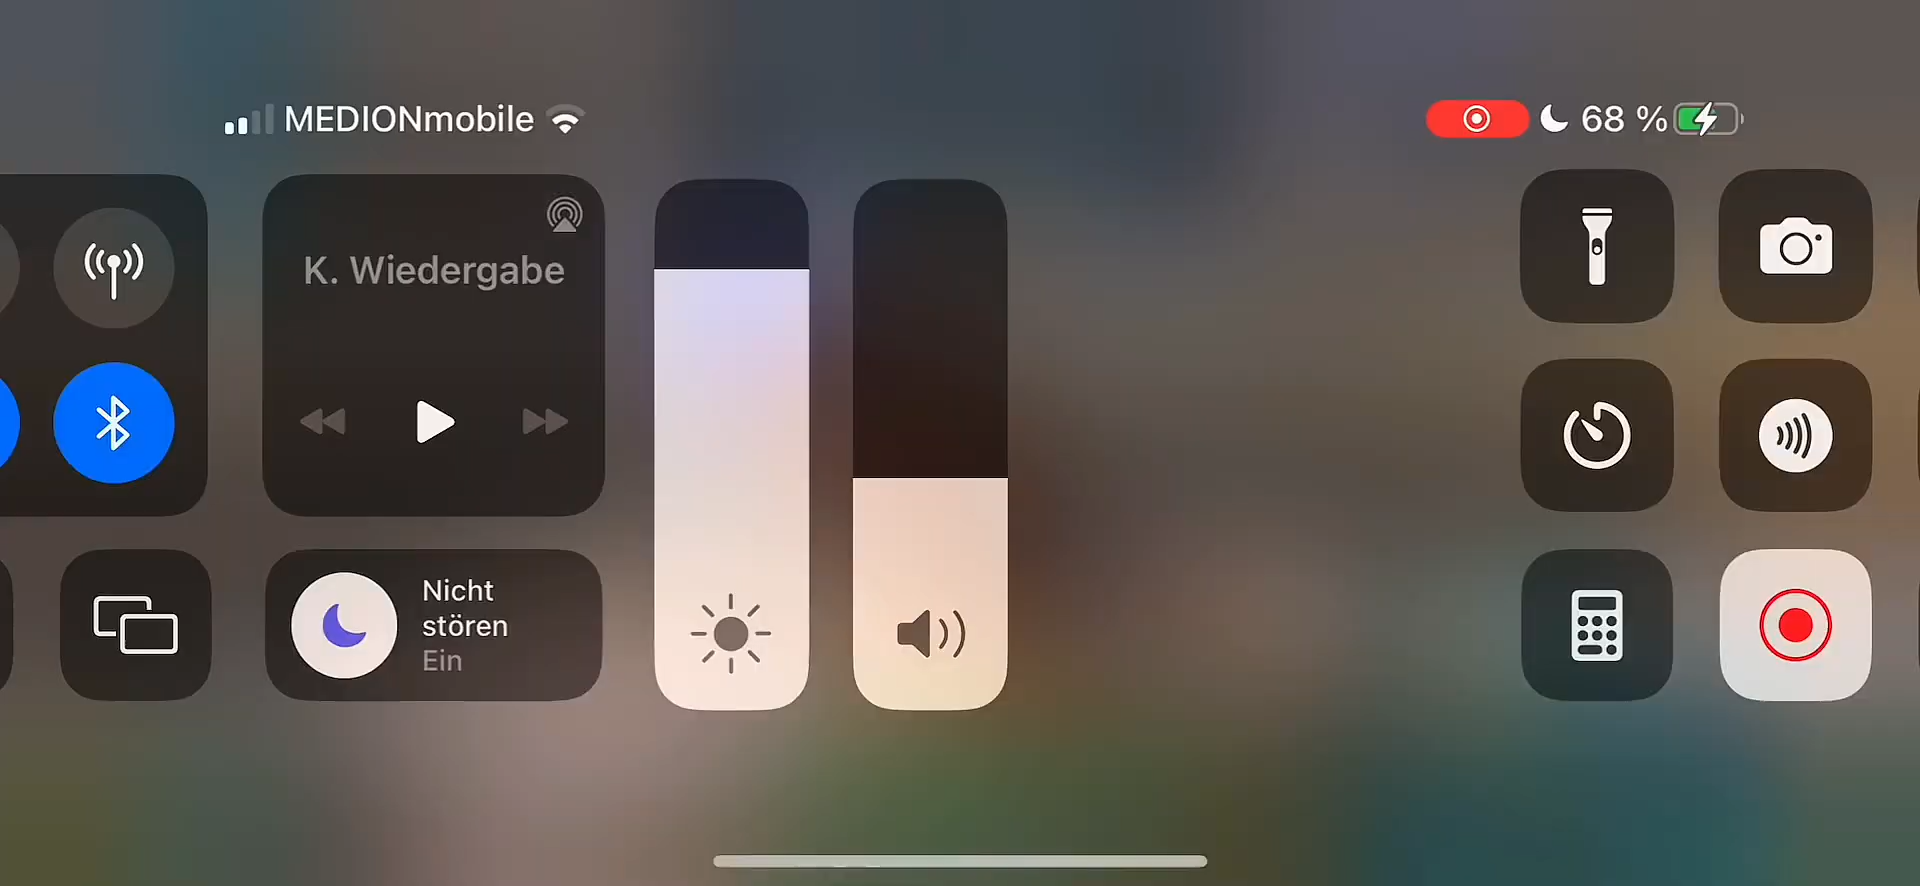 MEDIONmobile
68 %
K. Wiedergabe
Nicht
stören
Ein